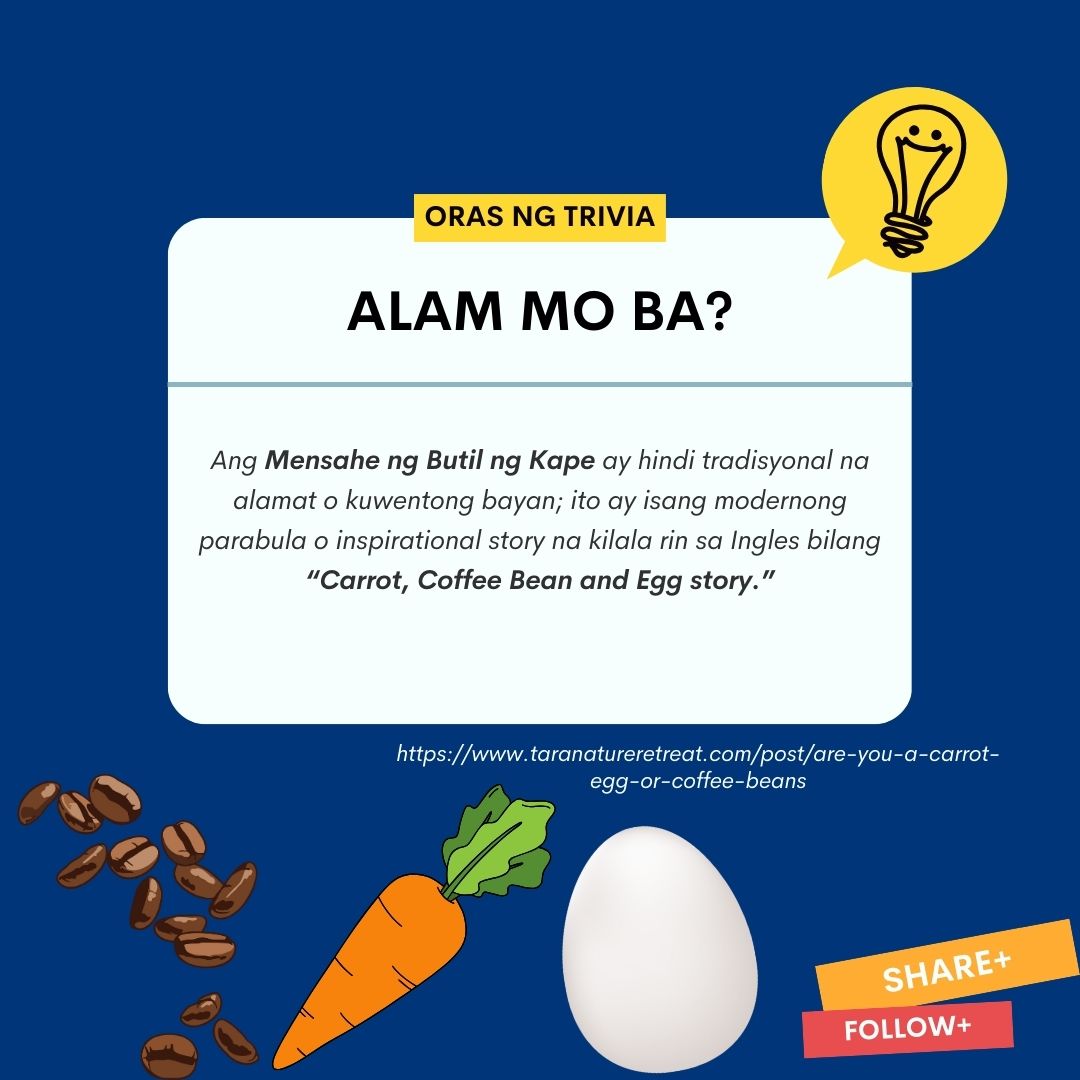 ORAS NG TRIVIA
ALAM MO BA?
Ang Mensahe ng Butil ng Kape ay hindi tradisyonal na
alamat o kuwentong bayan; ito ay isang modernong
parabula o inspirational story na kilala rin sa Ingles bilang
“Carrot, Coffee Bean and Egg story.”
https://www.taranatureretreat.com/post/are-you-a-carrot-
egg-or-coffee-beans
SHARE+
FOLLOW+